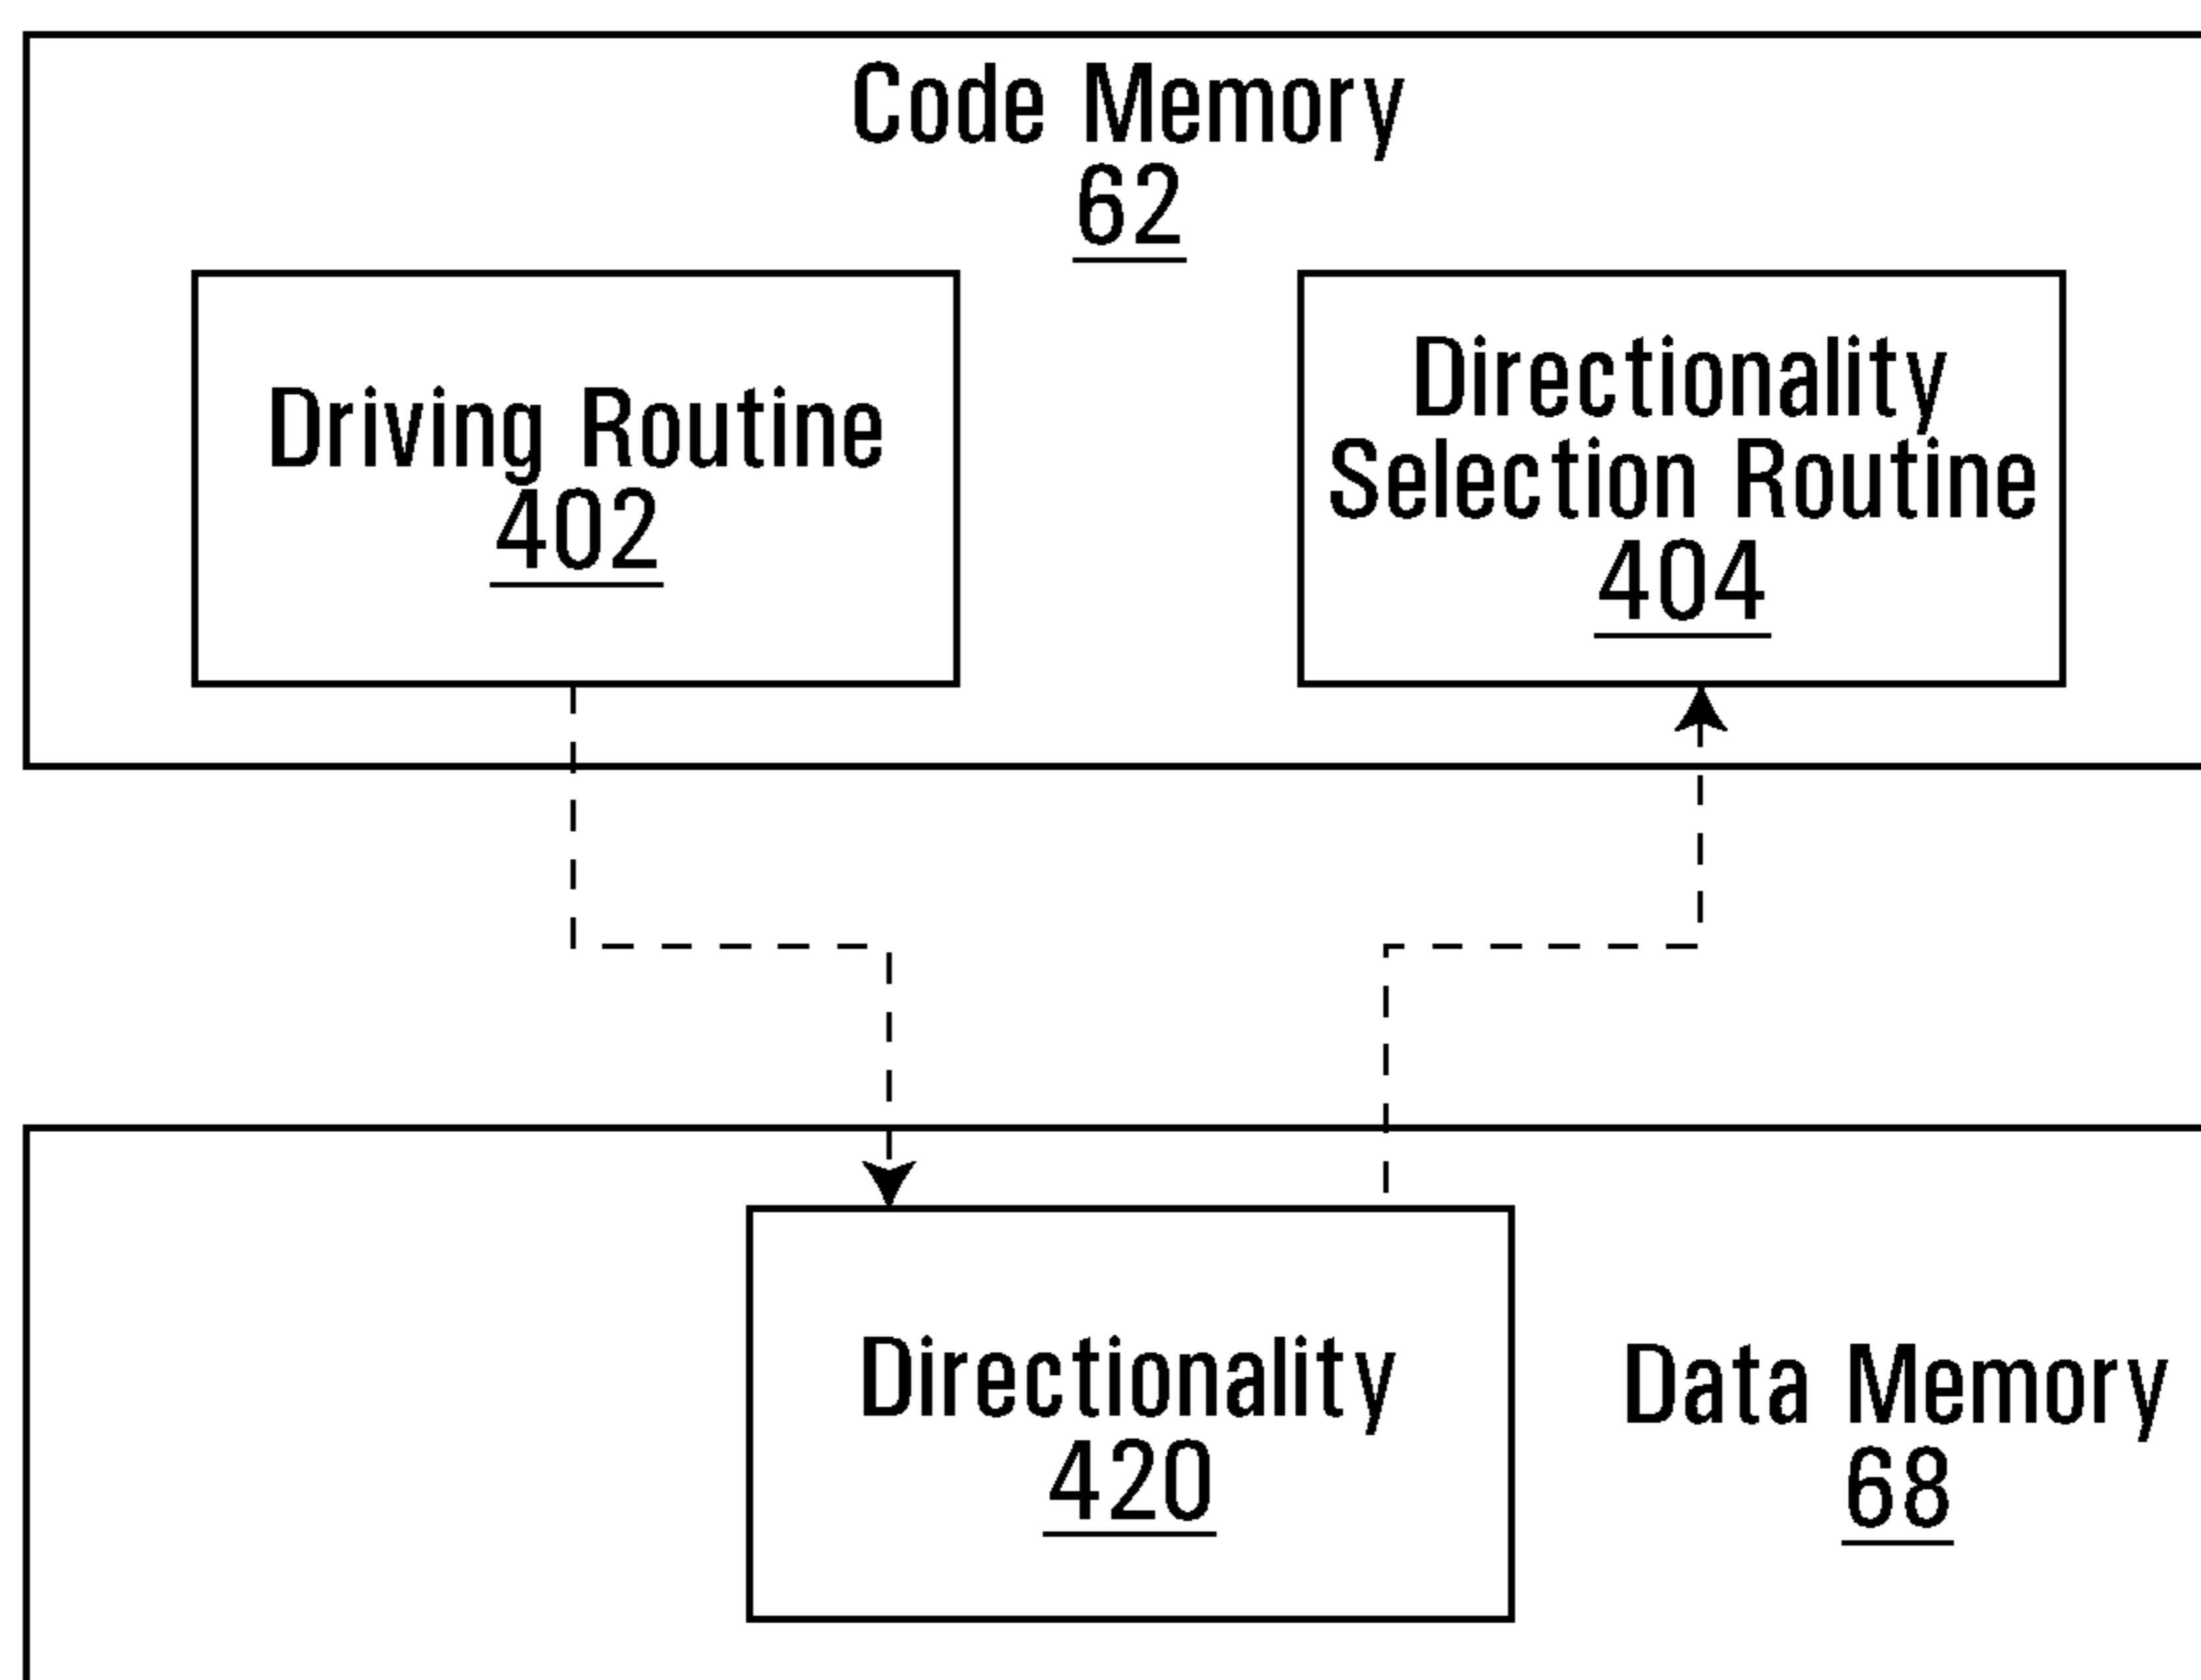 Code Memory
62
Driving Routine
402
Directionality
Selection Routine
404
Directionality
420
Data Memory
68